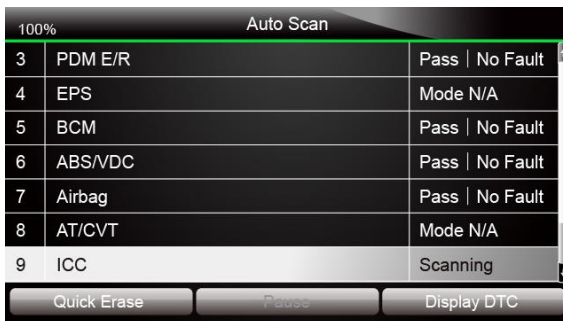 100% Auto Scan
3 PDM E/R Pass | No Fault
4 EPS Mode N/A
5 BCM Pass | No Fault
6 ABS/VDC Pass | No Fault
7 Airbag Pass | No Fault
8 AT/CVT Mode N/A
9 ICC Scanning
Quick Erase Pause Display DTC